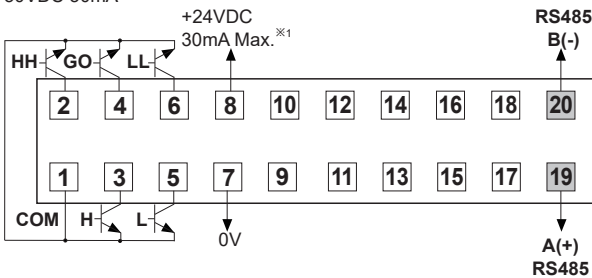 +24VDC
30mA Max.※1
RS485
B(-)
HH GO LL
2 4 6 8 10 12 14 16 18 20
1 3 5 7 9 11 13 15 17 19
COM H L
0V
A(+)
RS485